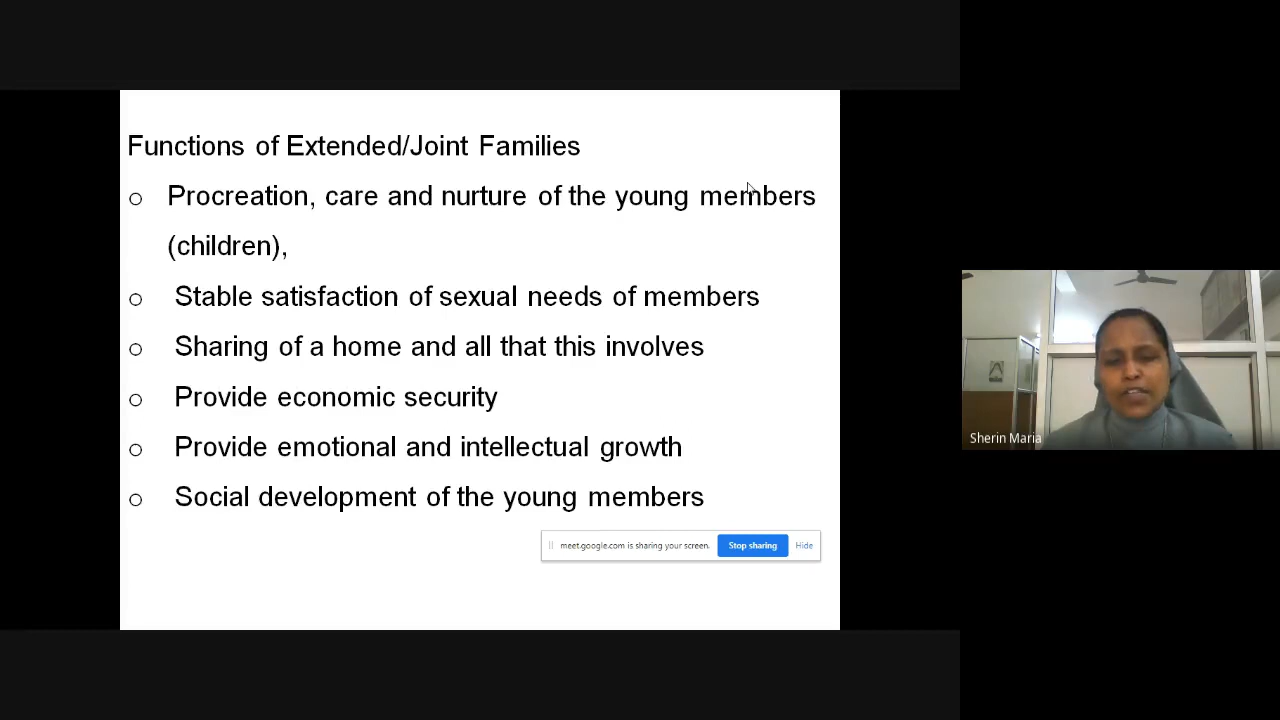 Functions of Extended/Joint Families
o Procreation, care and nurture of the young members
(children),
o Stable satisfaction of sexual needs of members
o Sharing of a home and all that this involves
o Provide economic security
o Provide emotional and intellectual growth
o Social development of the young members
meet.google.com is sharing your screen. Stop sharing Hide
Sherin Maria